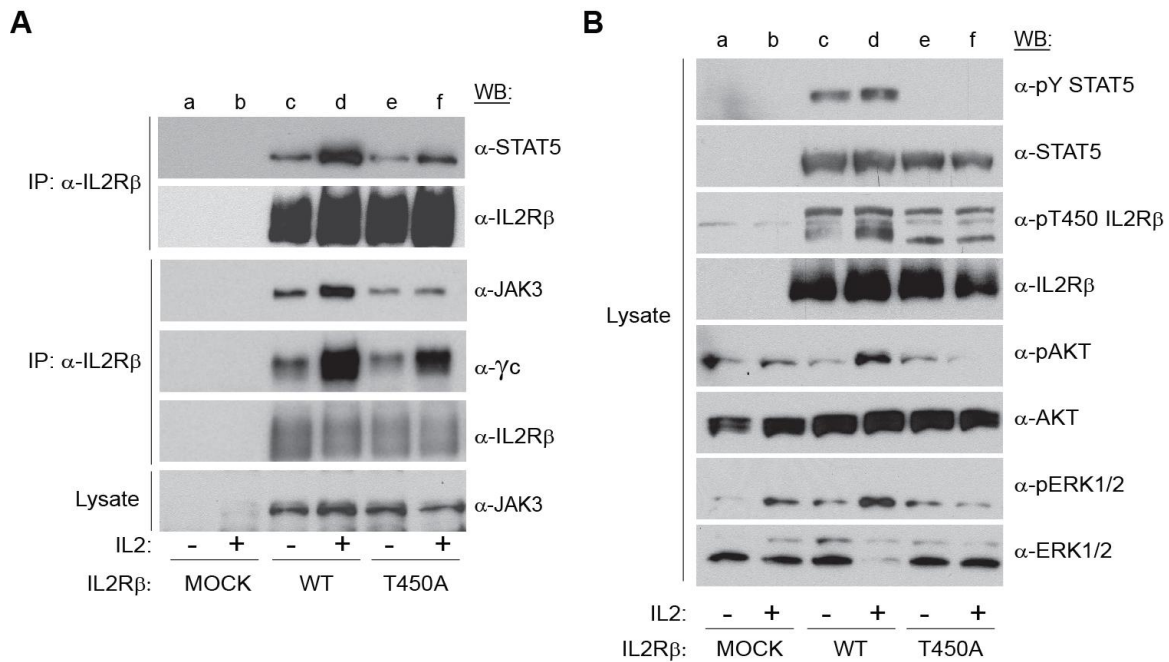 A
a b c d e f WB:
IP: α-IL2Rβ
α-STAT5
α-IL2Rβ
IP: α-IL2Rβ
α-JAK3
α-γc
α-IL2Rβ
Lysate
α-JAK3
IL2: - + - + - +
IL2Rβ: MOCK WT T450A
B
a b c d e f WB:
α-pY STAT5
α-STAT5
α-pT450 IL2Rβ
α-IL2Rβ
Lysate
α-pAKT
α-AKT
α-pERK1/2
α-ERK1/2
IL2: - + - + - +
IL2Rβ: MOCK WT T450A